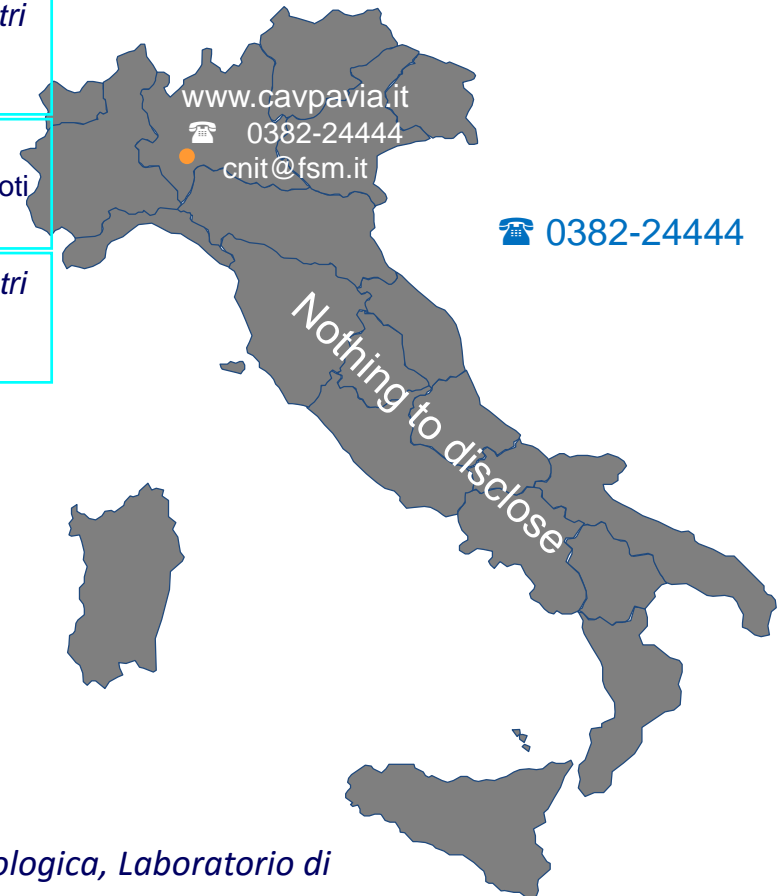 tri
www.cavpavia.it
☎ 0382-24444
cnit@fsm.it
oti
☎ 0382-24444
tri
Nothing to disclose
ologica, Laboratorio di